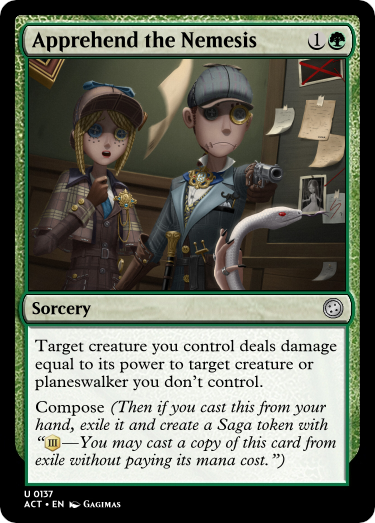 Apprehend the Nemesis 1
Sorcery
Target creature you control deals damage
equal to its power to target creature or
planeswalker you don't control.
Compose (Then if you cast this from your
hand, exile it and create a Saga token with
“III—You may cast a copy of this card from
exile without paying its mana cost.”)
U 0137
ACT • EN Gagimas